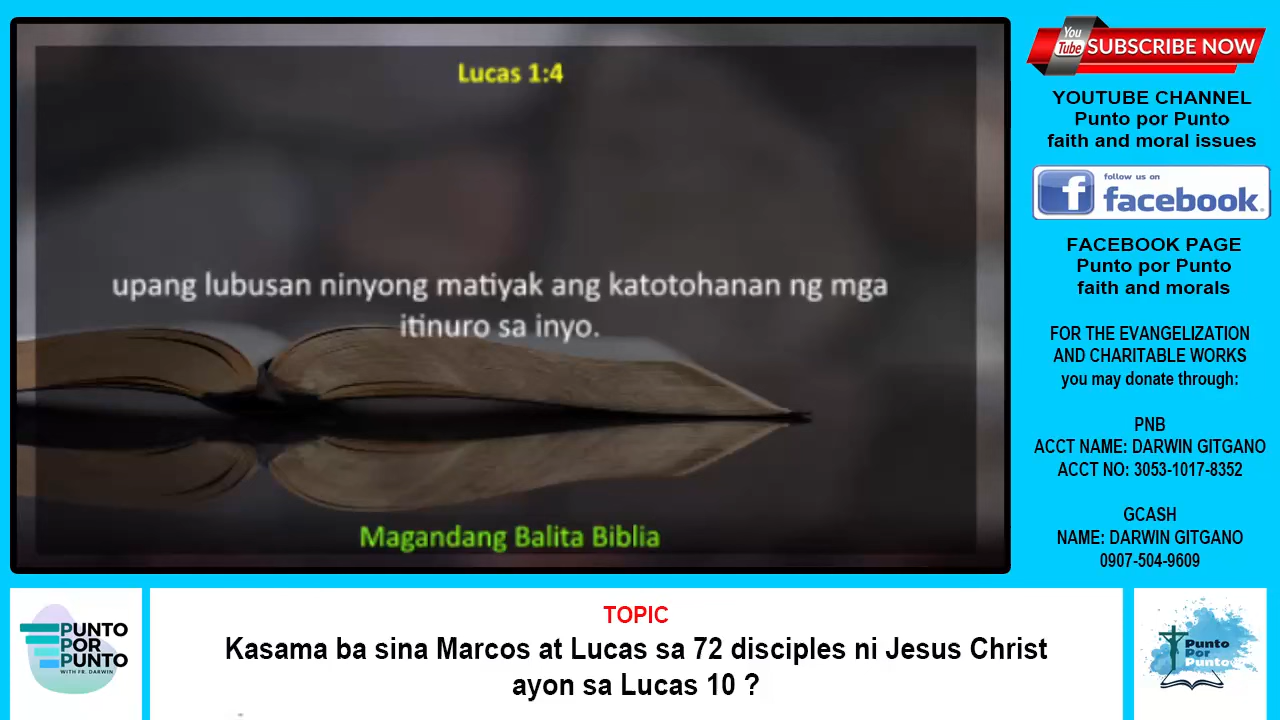 Lucas 1:4
upang lubusan ninyong matiyak ang katotohanan ng mga
itinuro sa inyo.
Magandang Balita Biblia
You
Tube SUBSCRIBE NOW
YOUTUBE CHANNEL
Punto por Punto
faith and moral issues
follow us on
facebook.
FACEBOOK PAGE
Punto por Punto
faith and morals
FOR THE EVANGELIZATION
AND CHARITABLE WORKS
you may donate through:
PNB
ACCT NAME: DARWIN GITGANO
ACCT NO: 3053-1017-8352
GCASH
NAME: DARWIN GITGANO
0907-504-9609
PUNTO
POR
PUNTO
WITH FR. DARWIN
TOPIC
Kasama ba sina Marcos at Lucas sa 72 disciples ni Jesus Christ
ayon sa Lucas 10 ?
Punto
Por
Punto